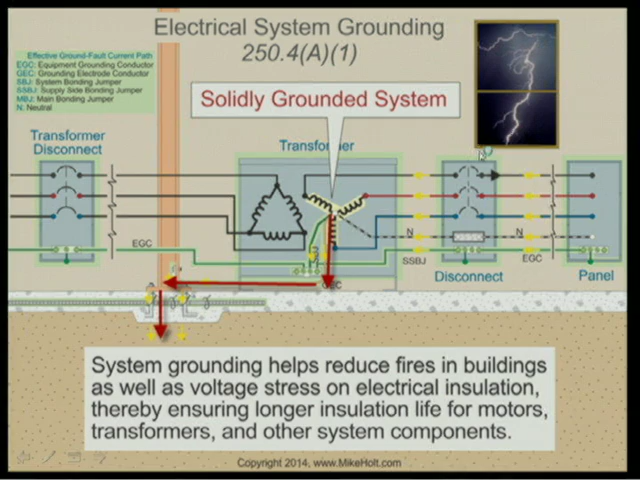 Electrical System Grounding
250.4(A)(1)
Effective Ground-Fault Current Path
EGC: Equipment Grounding Conductor
GEC: Grounding Electrode Conductor
SBJ: System Bonding Jumper
SSBJ: Supply Side Bonding Jumper
MBJ: Main Bonding Jumper
N: Neutral
Solidly Grounded System
Transformer
Disconnect
Transformer
N
N
EGC
SSBJ
EGC
GEC
Disconnect
Panel
System grounding helps reduce fires in buildings
as well as voltage stress on electrical insulation,
thereby ensuring longer insulation life for motors,
transformers, and other system components.
Copyright 2014, www.MikeHolt.com